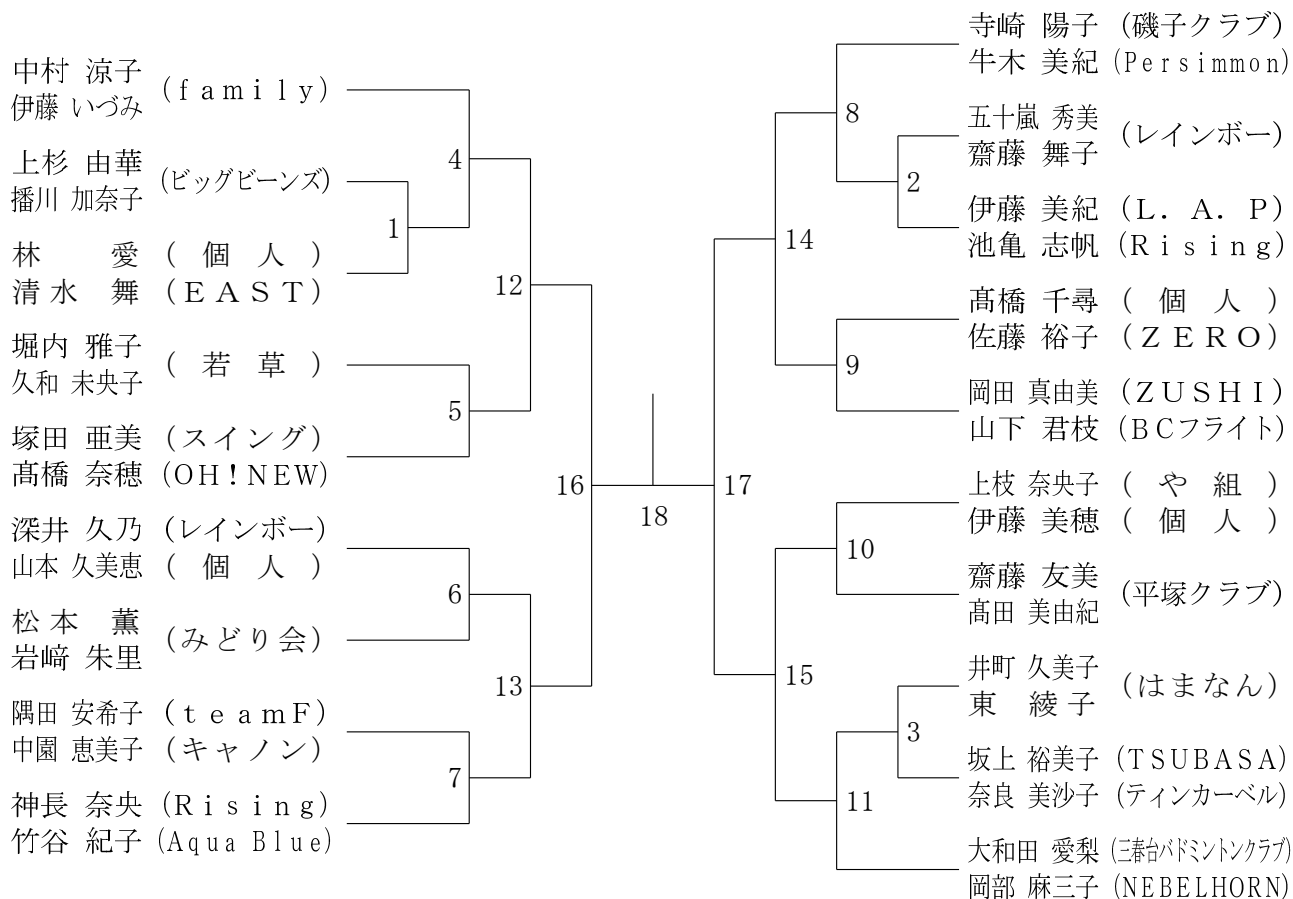 中村 涼子 (family)
伊藤 いづみ
上杉 由華 (ビッグビーンズ)
播川 加奈子
林 愛 (個人)
清水 舞 (EAST)
堀内 雅子 (若草)
久和 未央子
塚田 亜美 (スイング)
髙橋 奈穂 (OH!NEW)
深井 久乃 (レインボー)
山本 久美恵 (個人)
松本 薫 (みどり会)
岩﨑 朱里
隅田 安希子 (teamF)
中園 恵美子 (キャノン)
神長 奈央 (Rising)
竹谷 紀子 (Aqua Blue)
4
1
12
5
16
6
13
7
18
8
2
14
9
17
10
15
3
11
寺崎 陽子 (磯子クラブ)
牛木 美紀 (Persimmon)
五十嵐 秀美 (レインボー)
齋藤 舞子
伊藤 美紀 (L.A.P)
池亀 志帆 (Rising)
髙橋 千尋 (個人)
佐藤 裕子 (ZERO)
岡田 真由美 (ZUSHI)
山下 君枝 (BCフライト)
上枝 奈央子 (や組)
伊藤 美穂 (個人)
齋藤 友美 (平塚クラブ)
髙田 美由紀
井町 久美子 (はまなん)
東 綾子
坂上 裕美子 (TSUBASA)
奈良 美沙子 (ティンカーベル)
大和田 愛梨 (三春台バドミントンクラブ)
岡部 麻三子 (NEBELHORN)